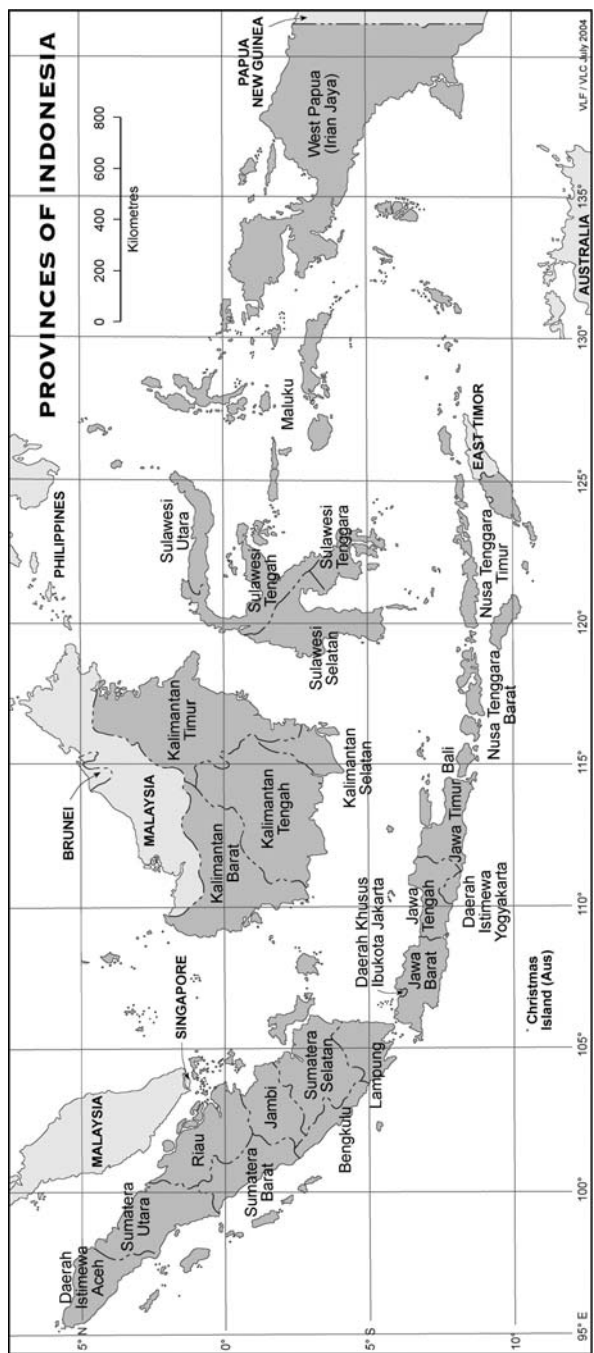 PROVINCES OF INDONESIA
0 200 400 600 800
Kilometres
PHILIPPINES
BRUNEI
MALAYSIA
MALAYSIA
SINGAPORE
PAPUA
NEW GUINEA
Daerah
Istimewa
Aceh
Sumatera
Utara
Riau
Sumatera
Barat
Jambi
Sumatera
Selatan
Bengkulu
Lampung
Kalimantan
Barat
Kalimantan
Tengah
Kalimantan
Timur
Kalimantan
Selatan
Sulawesi
Utara
Sulawesi
Tengah
Sulawesi
Tenggara
Sulawesi
Selatan
Maluku
West Papua
(Irian Jaya)
Daerah Khusus
Ibukota Jakarta
Jawa
Barat
Jawa
Tengah
Daerah
Istimewa
Yogyakarta
Jawa Timur
Bali
Nusa Tenggara
Barat
Nusa Tenggara
Timur
EAST TIMOR
AUSTRALIA
Christmas
Island (Aus)
5° N
0°
5° S
10°
95° E
100°
105°
110°
115°
120°
125°
130°
135°
VLF / VLC July 2004